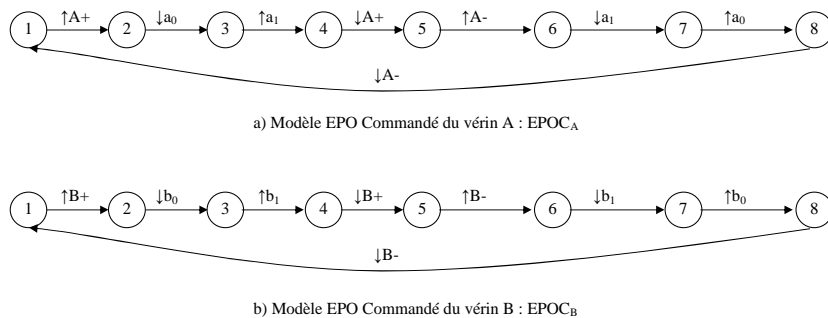 ↑A+ ↓a₀ ↑a₁ ↓A+ ↑A- ↓a₁ ↑a₀
1 2 3 4 5 6 7 8
↓A-
a) Modèle EPO Commandé du vérin A : EPOC_A
↑B+ ↓b₀ ↑b₁ ↓B+ ↑B- ↓b₁ ↑b₀
1 2 3 4 5 6 7 8
↓B-
b) Modèle EPO Commandé du vérin B : EPOC_B